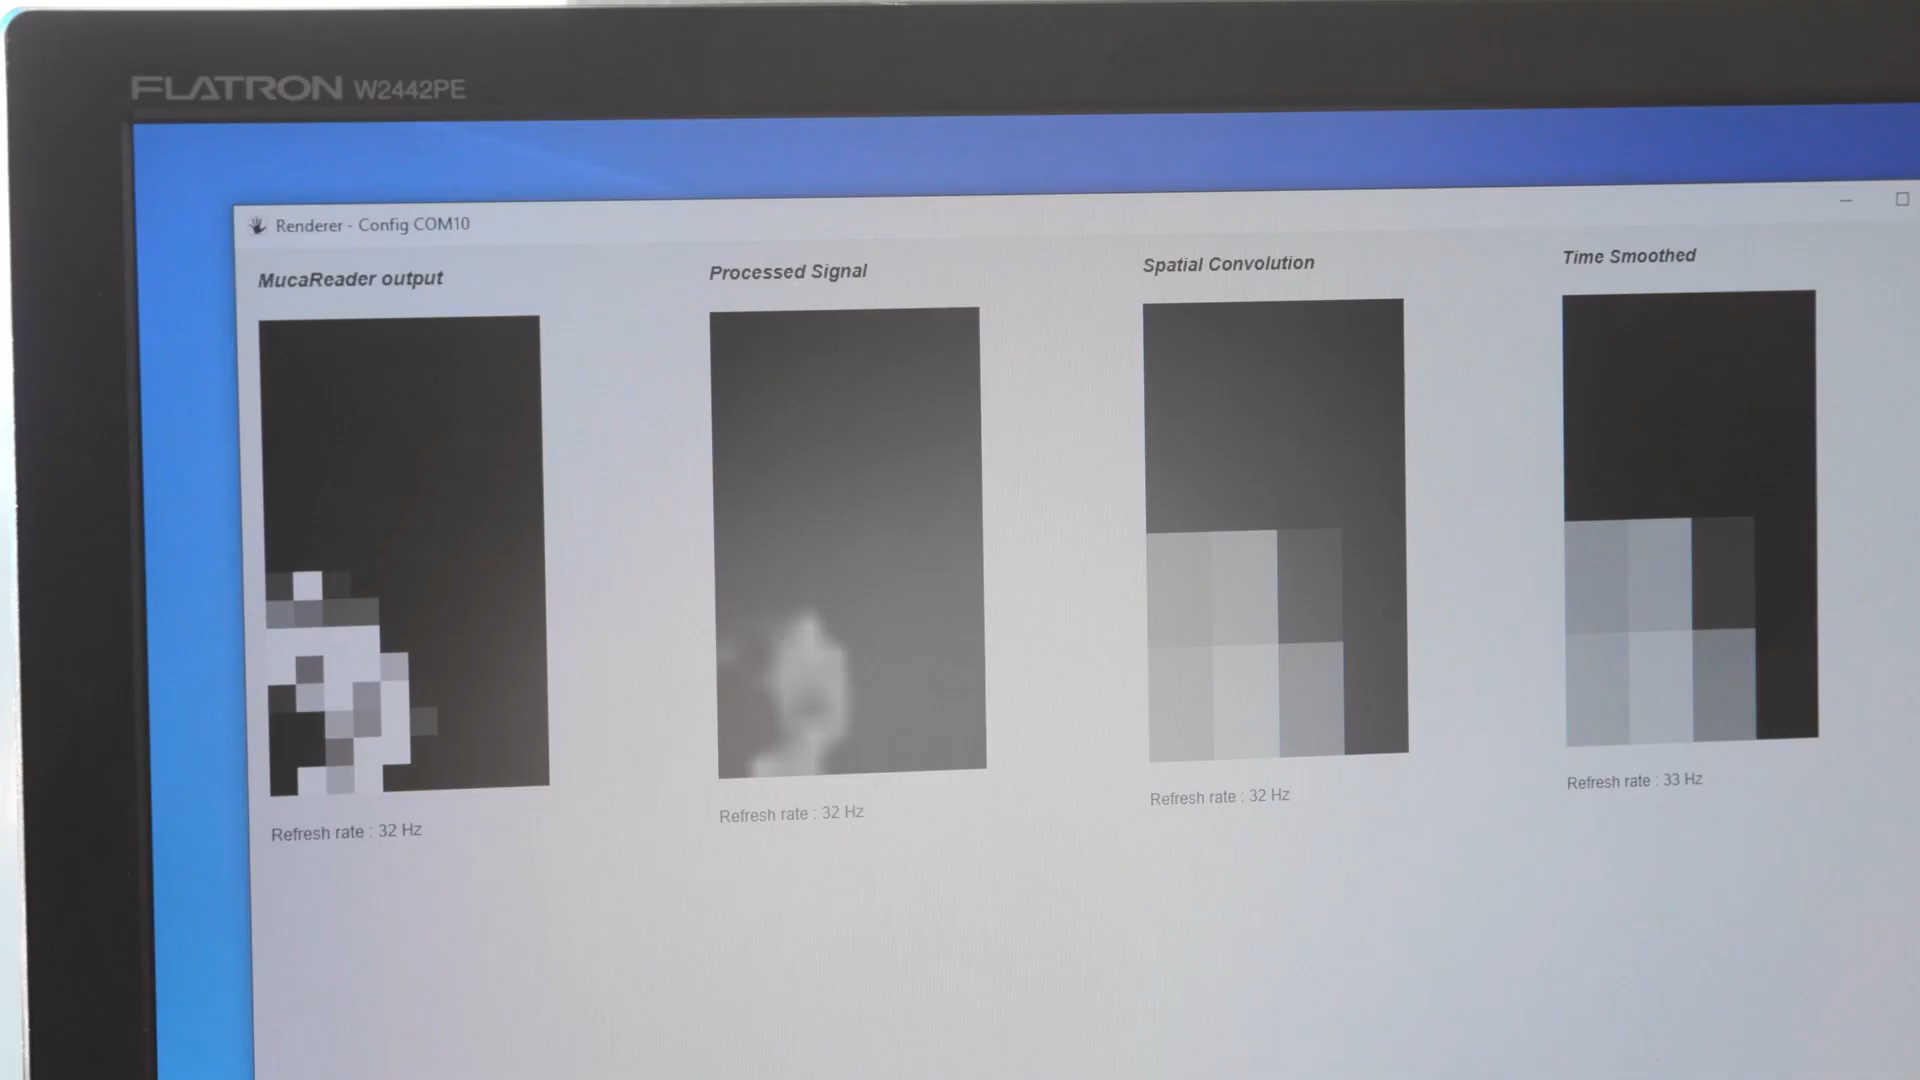 FLATRON W2442PE
Renderer - Config COM10
MucaReader output
Processed Signal
Spatial Convolution
Time Smoothed
Refresh rate : 32 Hz
Refresh rate : 32 Hz
Refresh rate : 32 Hz
Refresh rate : 33 Hz